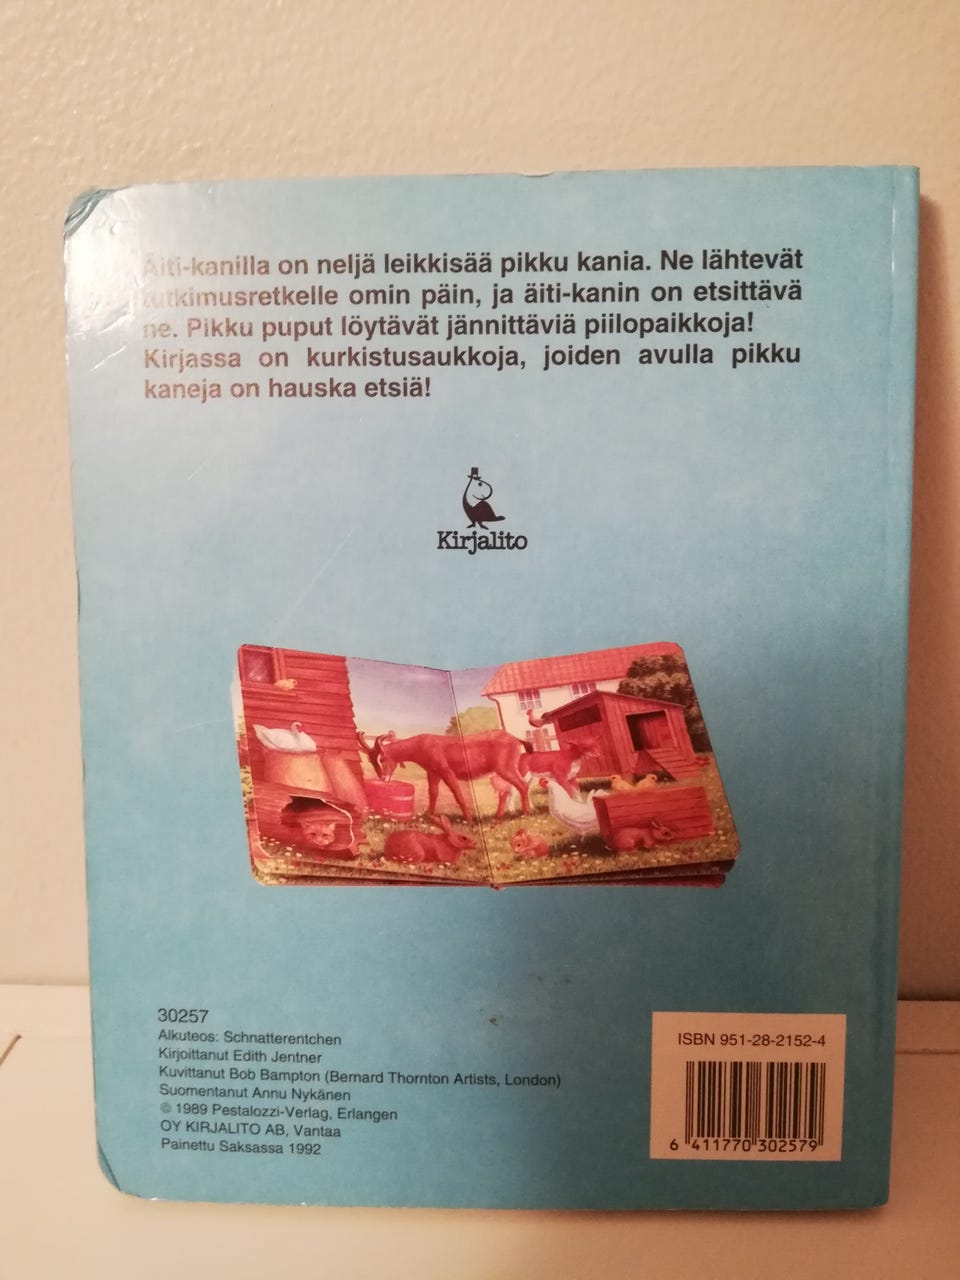 Äiti-kanilla on neljä leikkisää pikku kania. Ne lähtevät
tutkimusretkelle omin päin, ja äiti-kanin on etsittävä
ne. Pikku puput löytävät jännittäviä piilopaikkoja!
Kirjassa on kurkistusaukkoja, joiden avulla pikku
kaneja on hauska etsiä!
Kirjalito
30257
Alkuteos: Schnatterentchen
Kirjoittanut Edith Jentner
Kuvittanut Bob Bampton (Bernard Thornton Artists, London)
Suomentanut Annu Nykänen
© 1989 Pestalozzi-Verlag, Erlangen
OY KIRJALITO AB, Vantaa
Painettu Saksassa 1992
ISBN 951-28-2152-4
6 411770 302579